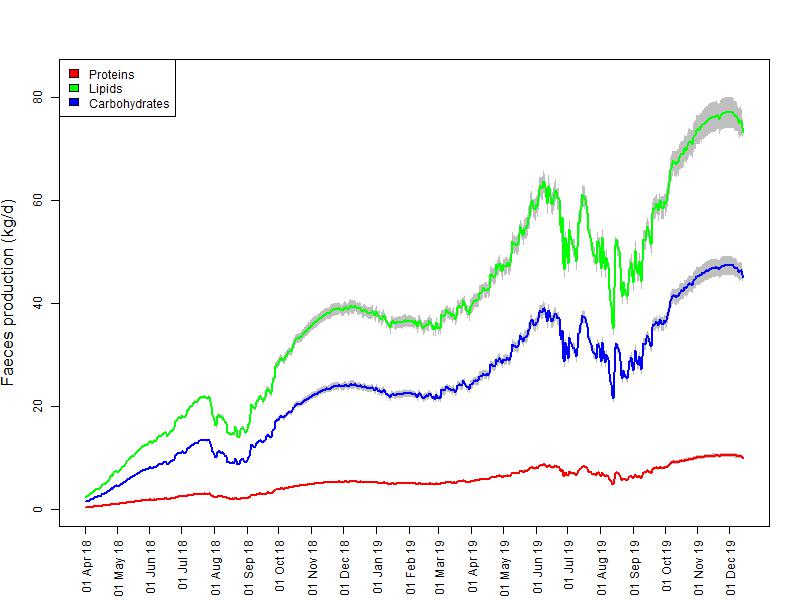 Proteins
Lipids
Carbohydrates
Faeces production (kg/d)
80
60
40
20
0
01 Apr 18
01 May 18
01 Jun 18
01 Jul 18
01 Aug 18
01 Sep 18
01 Oct 18
01 Nov 18
01 Dec 18
01 Jan 19
01 Feb 19
01 Mar 19
01 Apr 19
01 May 19
01 Jun 19
01 Jul 19
01 Aug 19
01 Sep 19
01 Oct 19
01 Nov 19
01 Dec 19